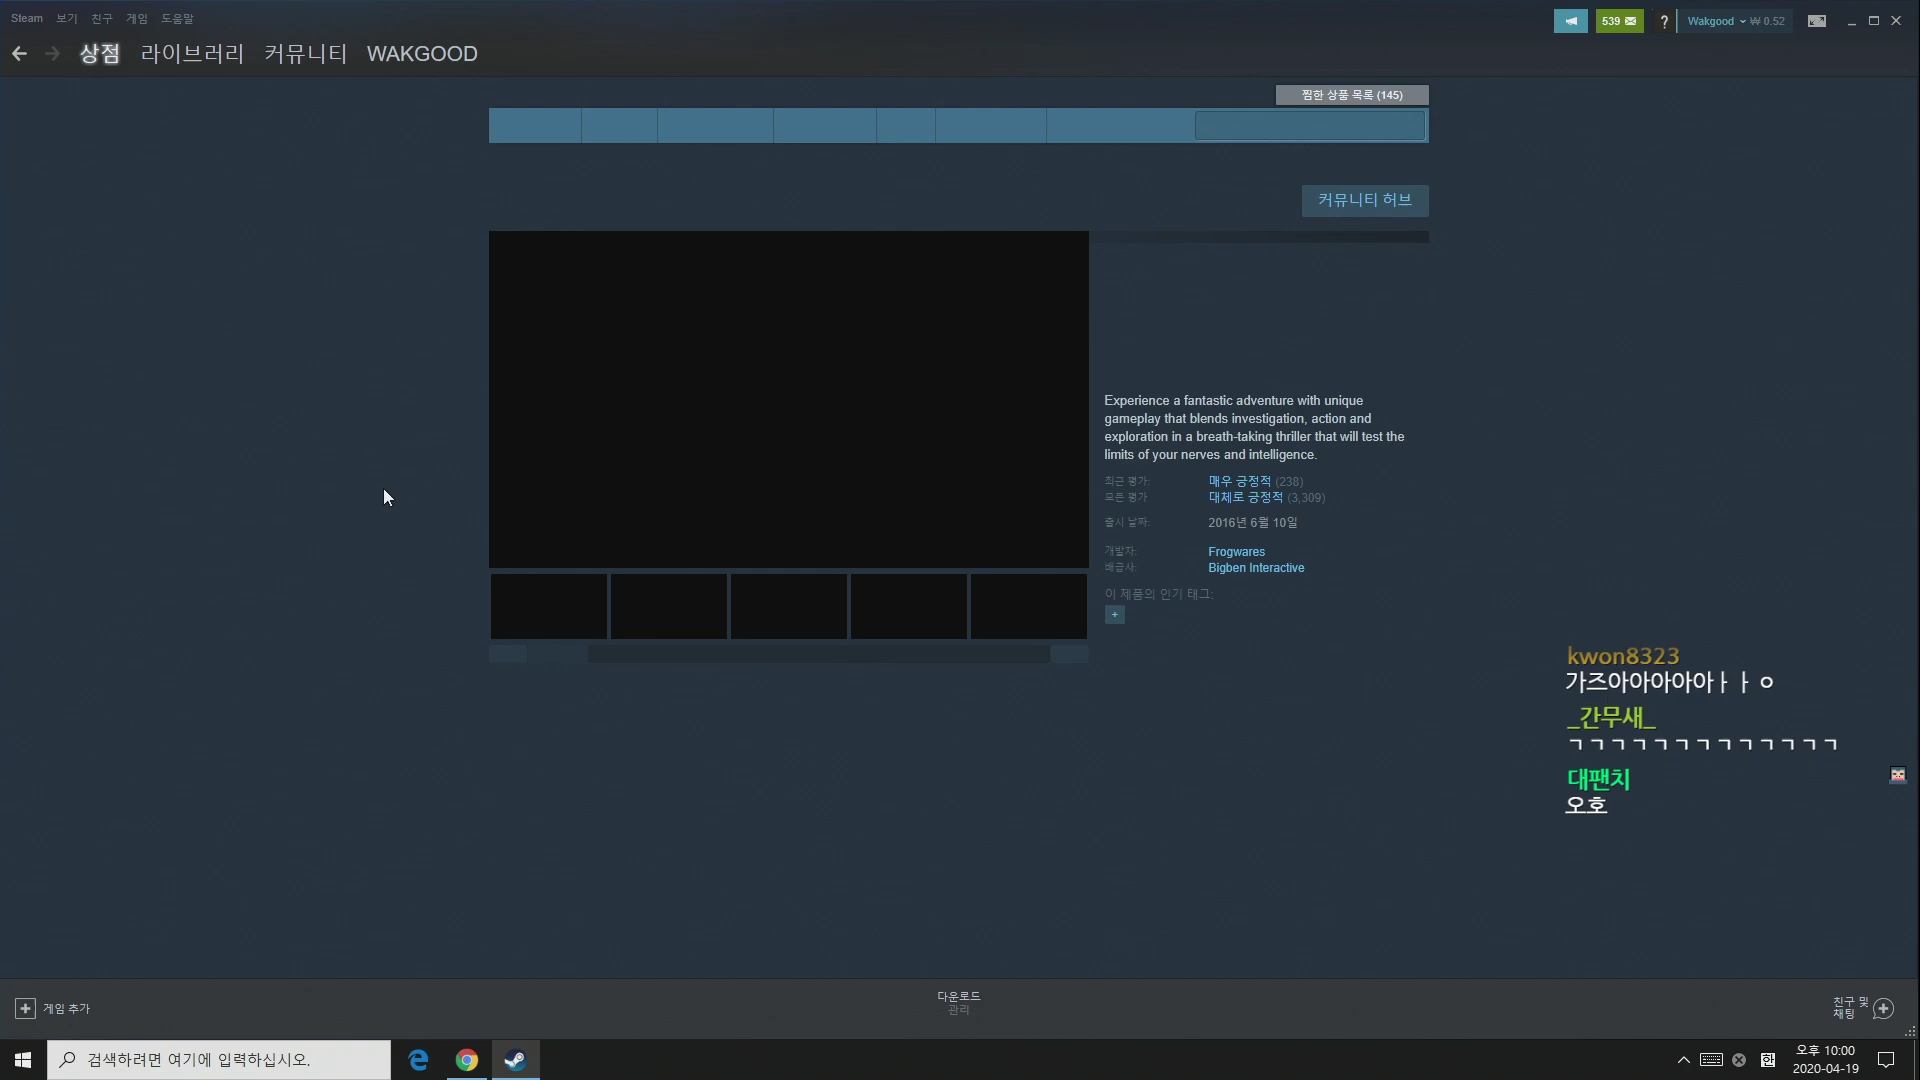 Steam 보기 친구 게임 도움말
539
?
Wakgood ₩ 0.52
상점 라이브러리 커뮤니티 WAKGOOD
찜한 상품 목록 (145)
커뮤니티 허브
Experience a fantastic adventure with unique
gameplay that blends investigation, action and
exploration in a breath-taking thriller that will test the
limits of your nerves and intelligence.
최근 평가: 매우 긍정적 (238)
모든 평가 대체로 긍정적 (3,309)
출시 날짜: 2016년 6월 10일
개발자: Frogwares
배급사: Bigben Interactive
이 제품의 인기 태그:
+
kwon8323
가즈아아아아아ㅏㅏㅇ
_간무새_
ㄱㄱㄱㄱㄱㄱㄱㄱㄱㄱㄱㄱㄱ
대팬치
오호
게임 추가
다운로드
관리
친구 및
채팅
검색하려면 여기에 입력하십시오.
한
오후 10:00
2020-04-19